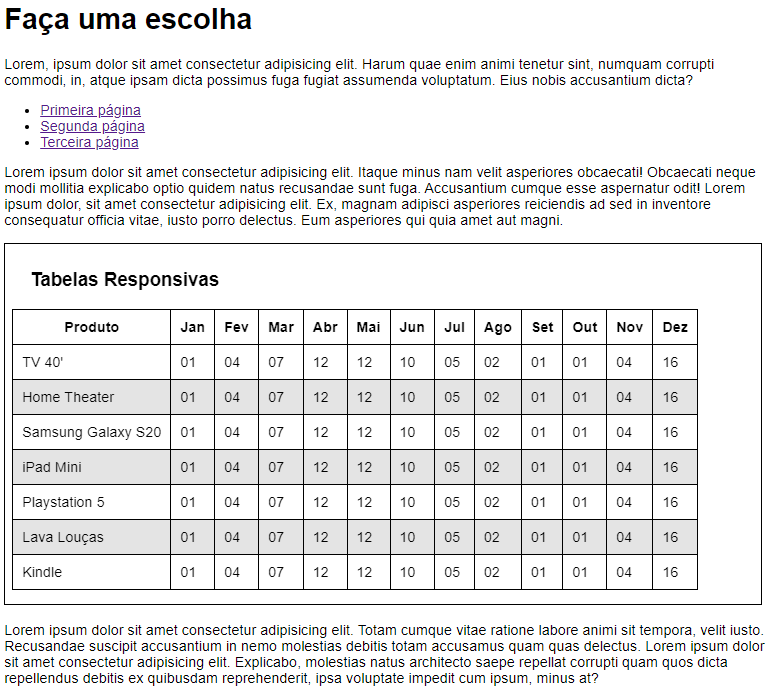 Faça uma escolha
Lorem, ipsum dolor sit amet consectetur adipisicing elit. Harum quae enim animi tenetur sint, numquam corrupti
commodi, in, atque ipsam dicta possimus fuga fugiat assumenda voluptatum. Eius nobis accusantium dicta?
Primeira página
Segunda página
Terceira página
Lorem ipsum dolor sit amet consectetur adipisicing elit. Itaque minus nam velit asperiores obcaecati! Obcaecati neque
modi mollitia explicabo optio quidem natus recusandae sunt fuga. Accusantium cumque esse aspernatur odit! Lorem
ipsum dolor, sit amet consectetur adipisicing elit. Ex, magnam adipisci asperiores reiciendis ad sed in inventore
consequatur officia vitae, iusto porro delectus. Eum asperiores qui quia amet aut magni.
Tabelas Responsivas
Produto Jan Fev Mar Abr Mai Jun Jul Ago Set Out Nov Dez
TV 40' 01 04 07 12 12 10 05 02 01 01 04 16
Home Theater 01 04 07 12 12 10 05 02 01 01 04 16
Samsung Galaxy S20 01 04 07 12 12 10 05 02 01 01 04 16
iPad Mini 01 04 07 12 12 10 05 02 01 01 04 16
Playstation 5 01 04 07 12 12 10 05 02 01 01 04 16
Lava Louças 01 04 07 12 12 10 05 02 01 01 04 16
Kindle 01 04 07 12 12 10 05 02 01 01 04 16
Lorem ipsum dolor sit amet consectetur adipisicing elit. Totam cumque vitae ratione labore animi sit tempora, velit iusto.
Recusandae suscipit accusantium in nemo molestias debitis totam accusamus quam quas delectus. Lorem ipsum dolor
sit amet consectetur adipisicing elit. Explicabo, molestias natus architecto saepe repellat corrupti quam quos dicta
repellendus debitis ex quibusdam reprehenderit, ipsa voluptate impedit cum ipsum, minus at?